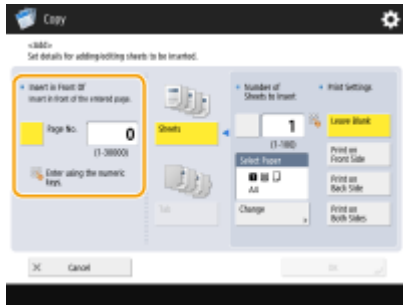 Copy
<Add>
Set details for adding/editing sheets to be inserted.
Insert in Front Of
Insert in front of the entered page.
Page No.
0
(1-30000)
Enter using the numeric
keys.
Sheets
Tab
Number of
Sheets to Insert
1
(1-100)
Select Paper
1
A4
Change
Print Settings
Leave Blank
Print on
Front Side
Print on
Back Side
Print on
Both Sides
Cancel
OK